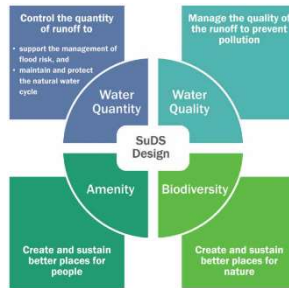 Control the quantity
of runoff to
• support the management of
flood risk, and
• maintain and protect
the natural water
cycle
Manage the quality of
the runoff to prevent
pollution
Water
Quantity
Water
Quality
SuDS
Design
Amenity
Biodiversity
Create and sustain
better places for
people
Create and sustain
better places for
nature